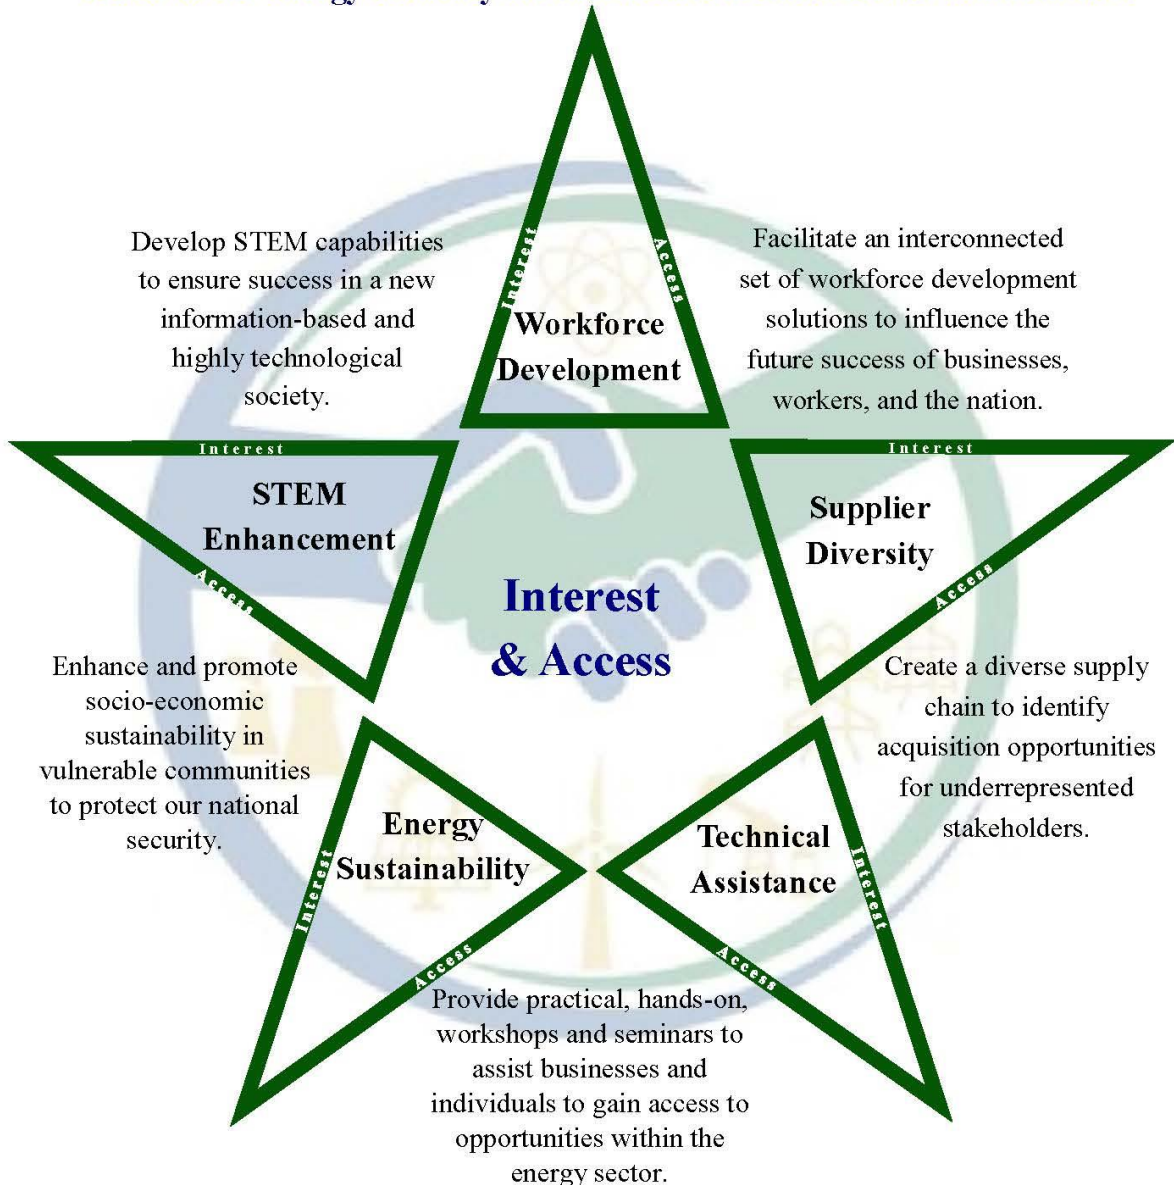 Interest
Access
Workforce
Development
Develop STEM capabilities
to ensure success in a new
information-based and
highly technological
society.
Facilitate an interconnected
set of workforce development
solutions to influence the
future success of businesses,
workers, and the nation.
Interest
STEM
Enhancement
Access
Interest
Supplier
Diversity
Access
Interest
& Access
Enhance and promote
socio-economic
sustainability in
vulnerable communities
to protect our national
security.
Create a diverse supply
chain to identify
acquisition opportunities
for underrepresented
stakeholders.
Energy
Sustainability
Interest
Access
Technical
Assistance
Interest
Access
Provide practical, hands-on,
workshops and seminars to
assist businesses and
individuals to gain access to
opportunities within the
energy sector.